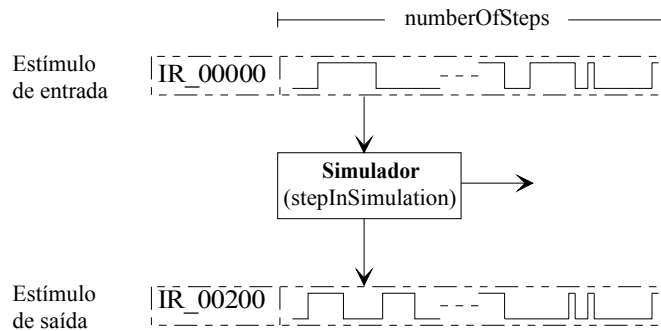 numberOfSteps
Estímulo
de entrada
IR_00000
Simulador
(stepInSimulation)
Estímulo
de saída
IR_00200